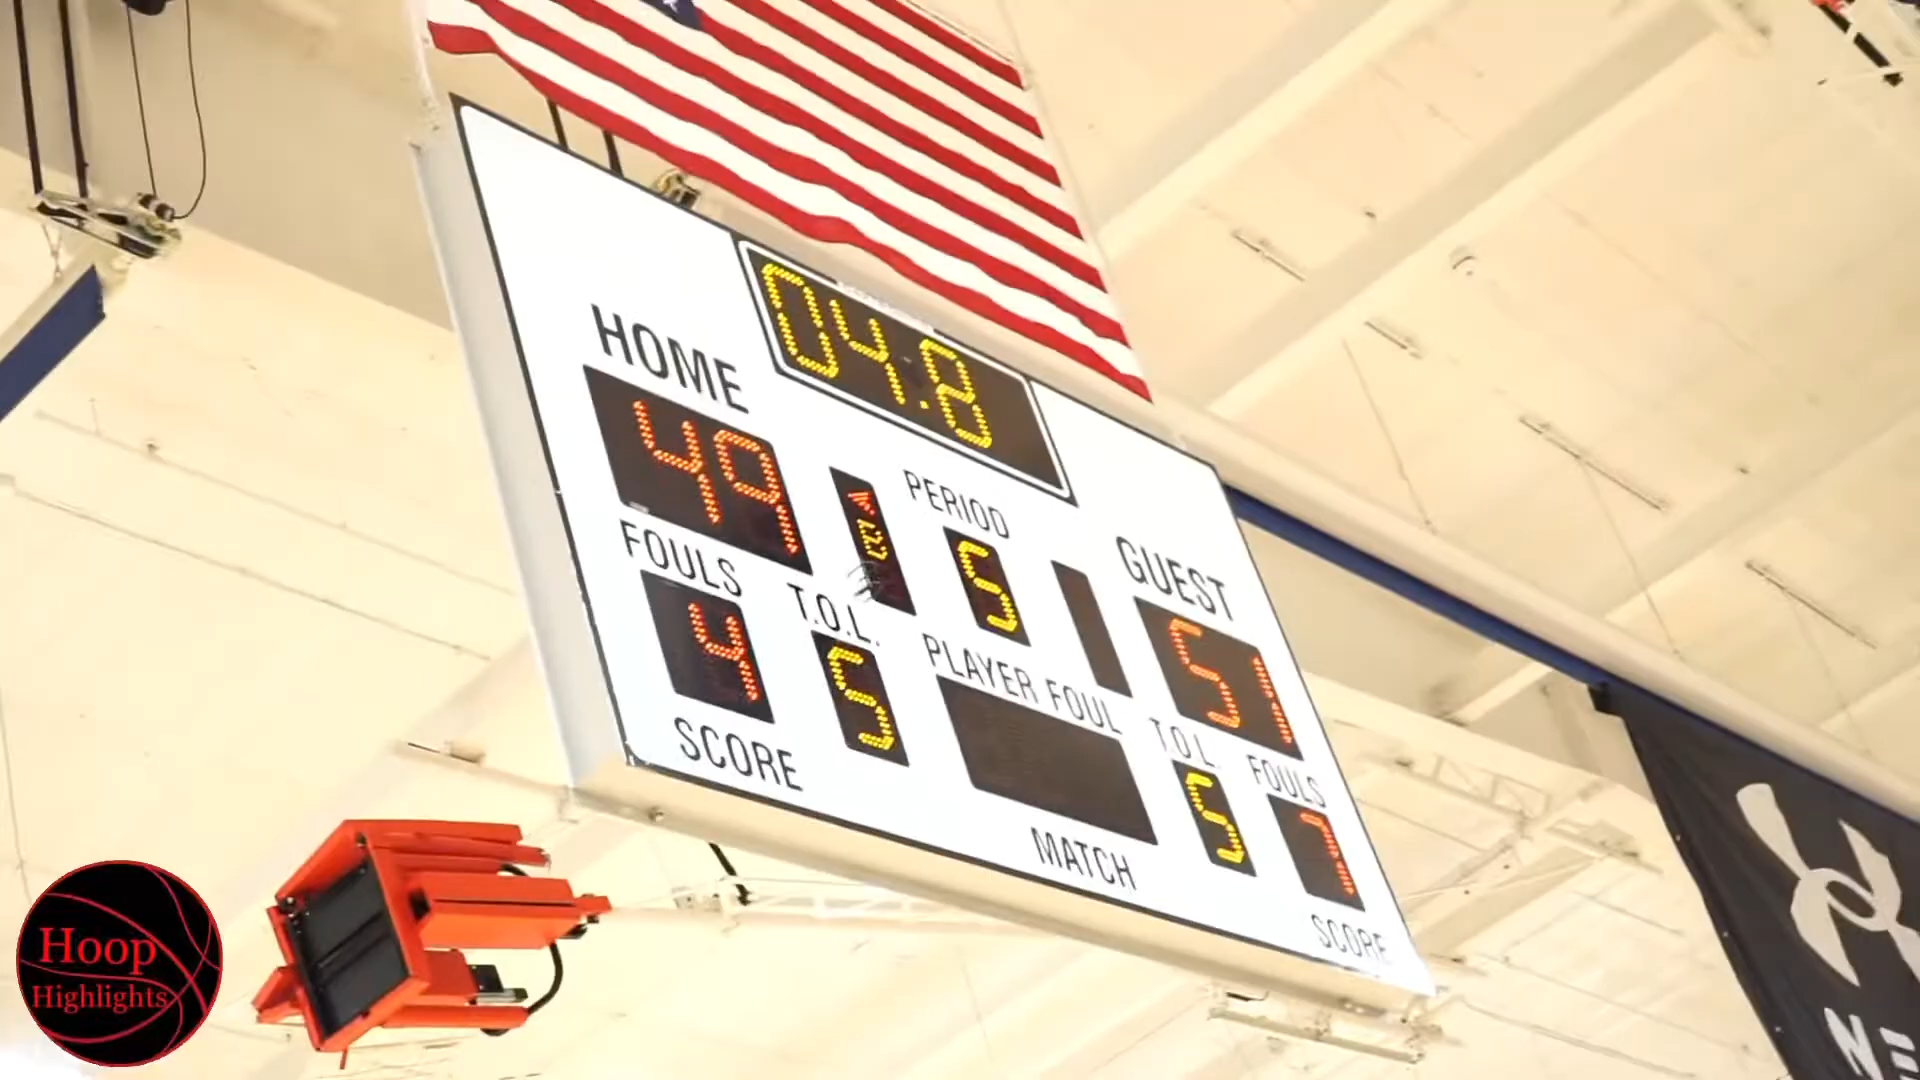 04.8
HOME
49
PERIOD
5
GUEST
51
FOULS
4
T.O.L.
5
PLAYER FOUL
T.O.L.
5
FOULS
7
SCORE
MATCH
SCORE
Hoop
Highlights